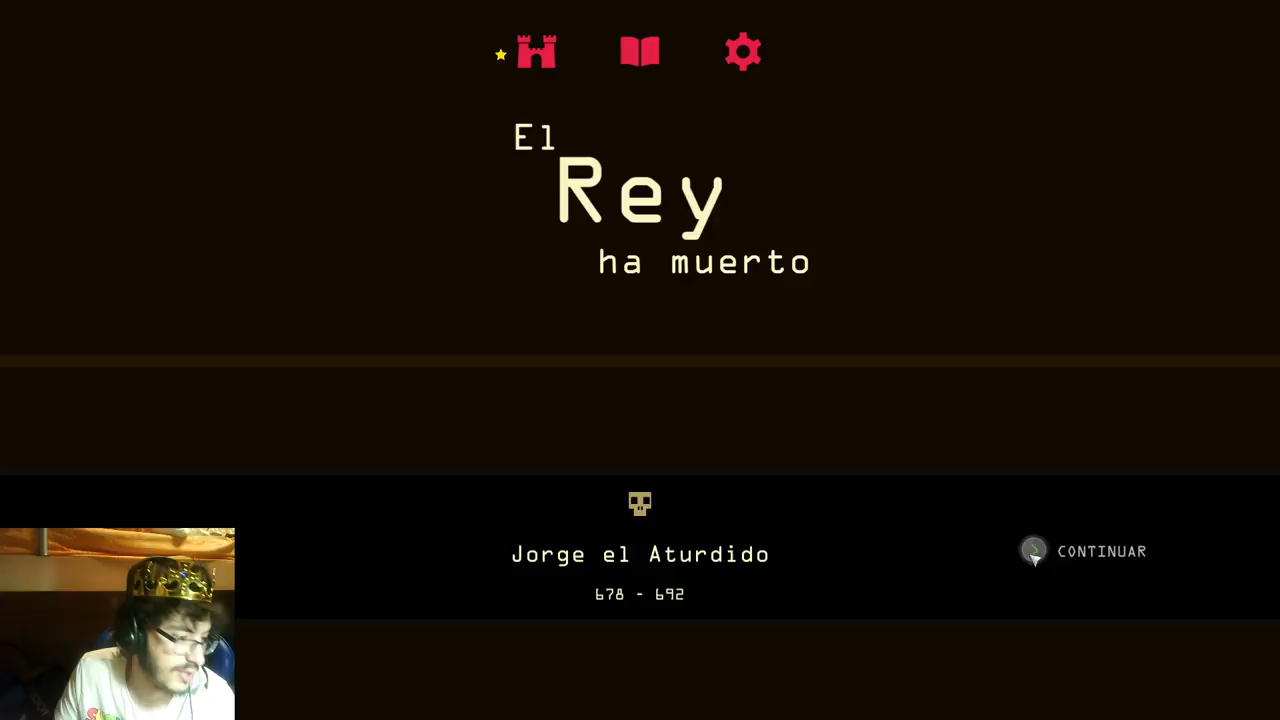 El
Rey
ha muerto
Jorge el Aturdido
678 - 692
CONTINUAR